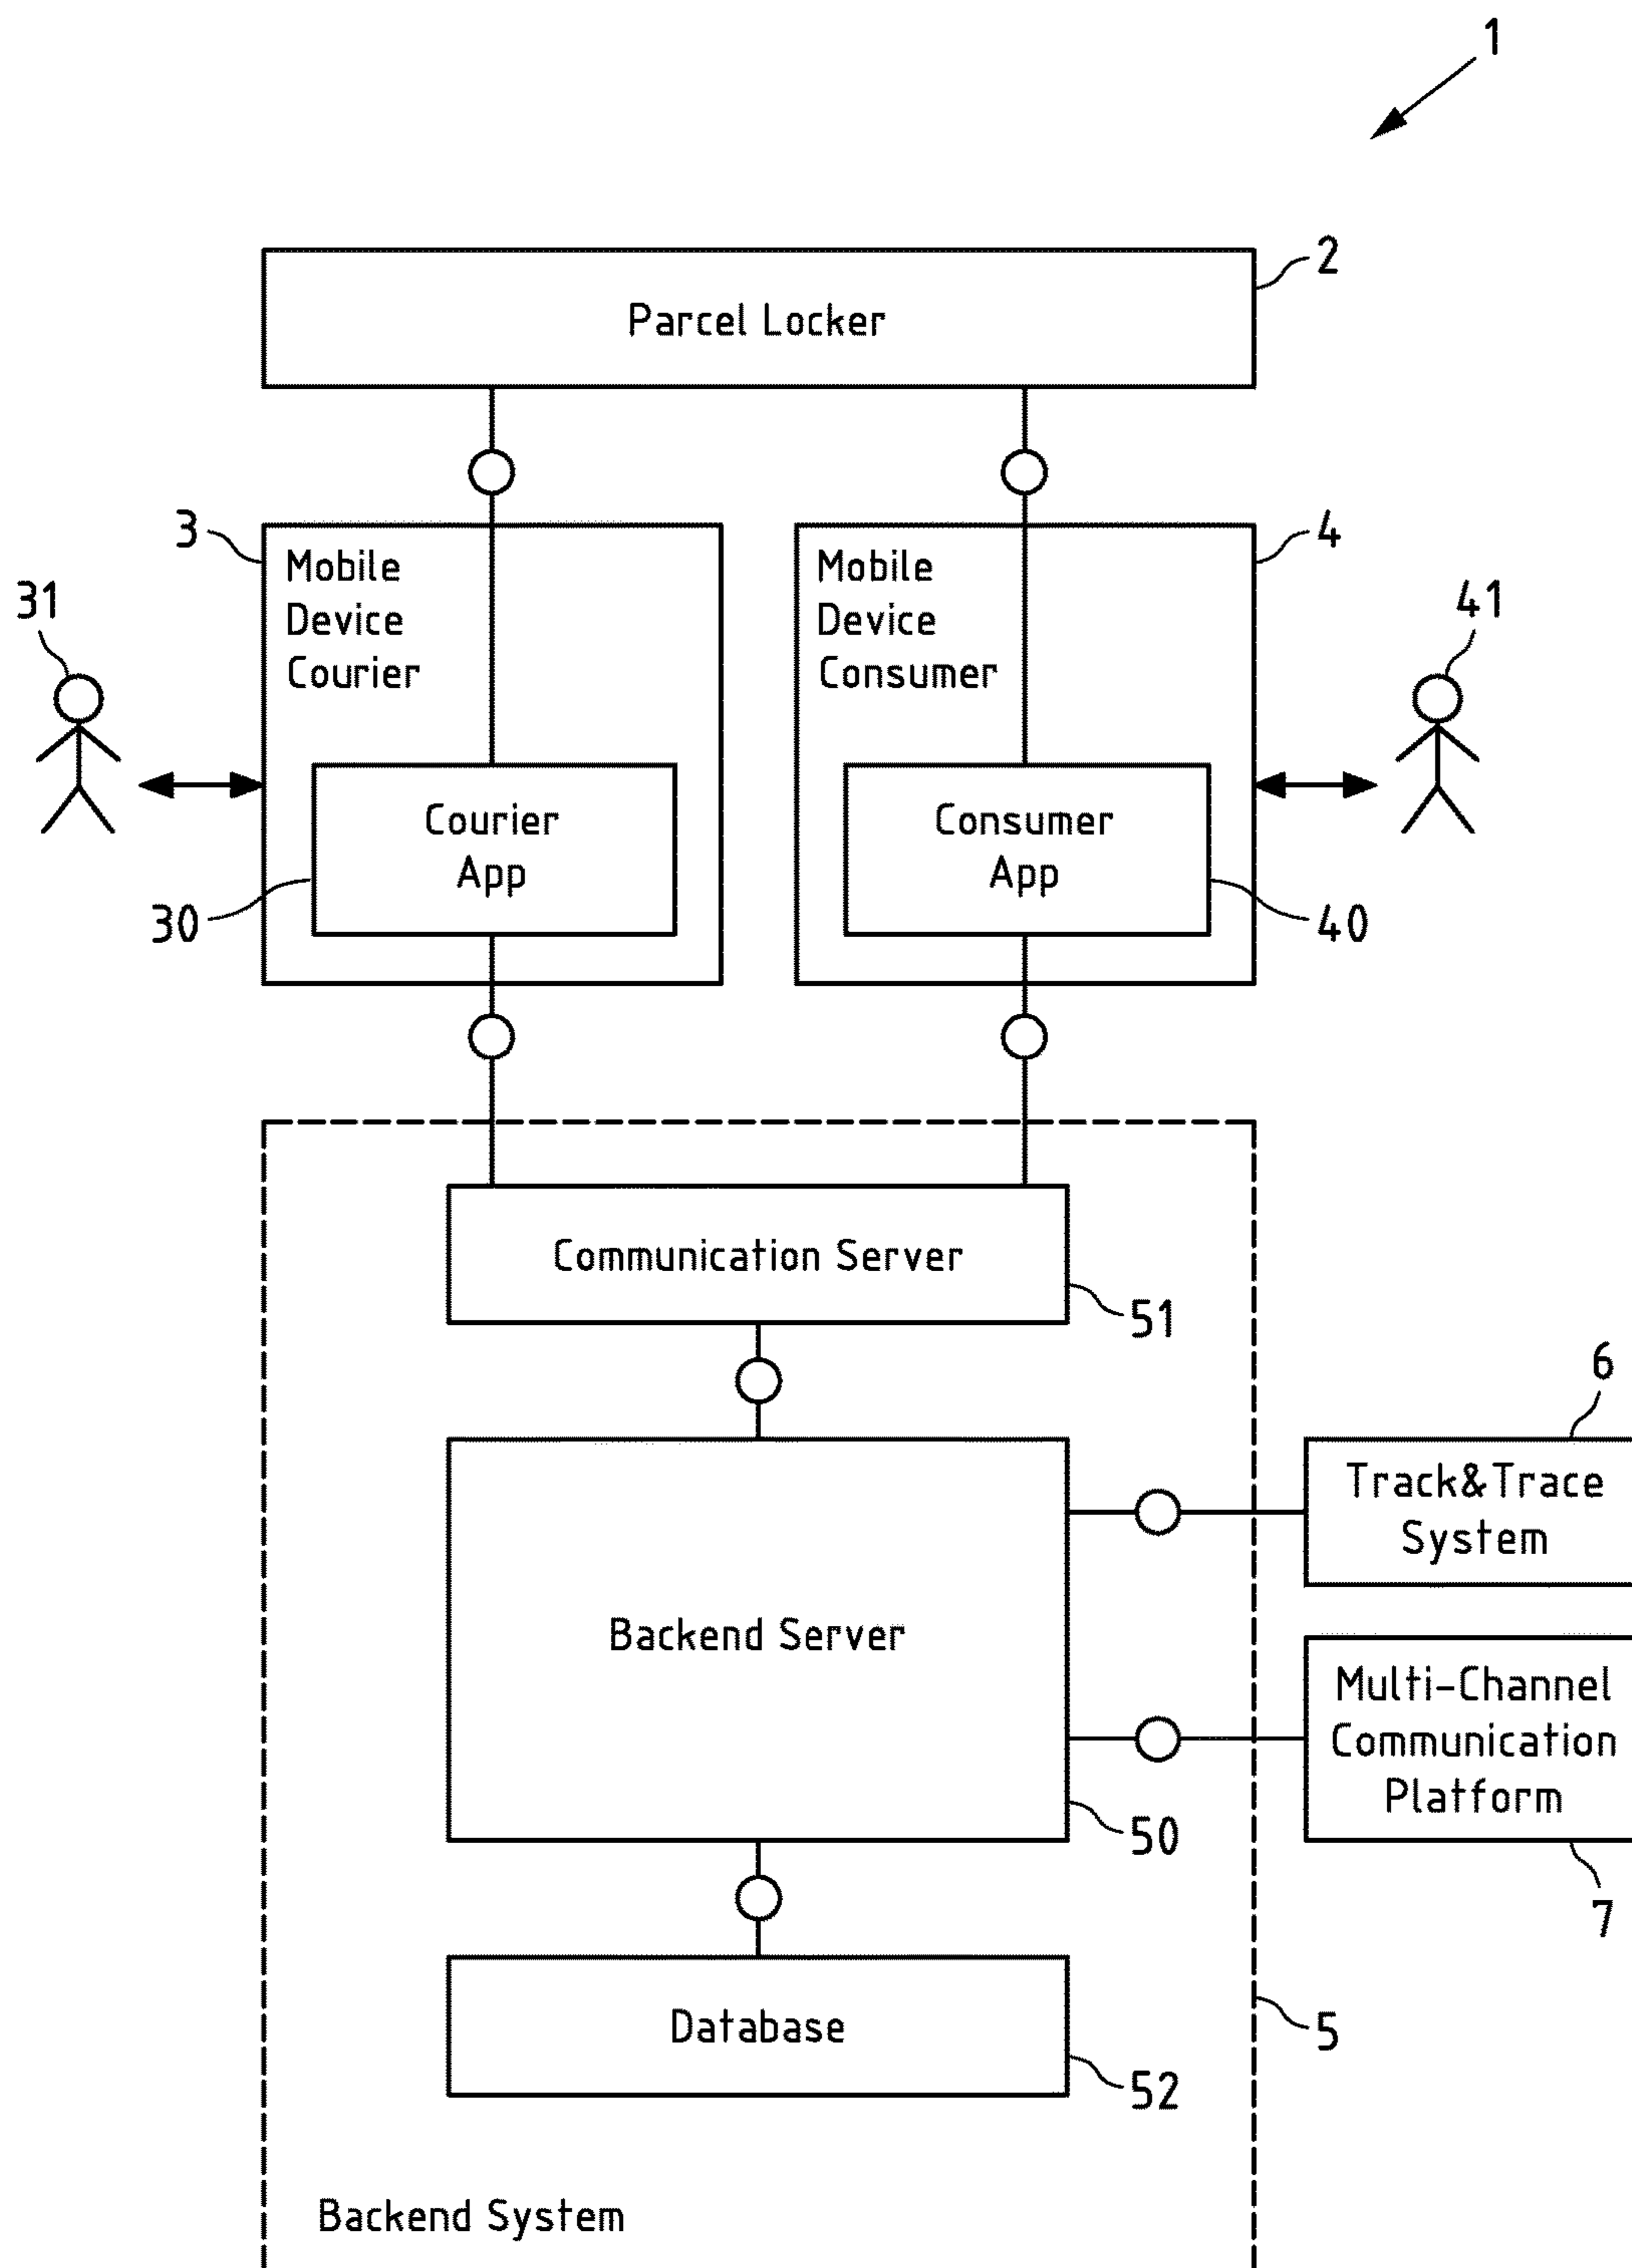 1
2
Parcel Locker
3
4
Mobile
Device
Courier
Mobile
Device
Consumer
31
41
Courier
App
Consumer
App
30
40
Communication Server
51
6
Track&Trace
System
Backend Server
Multi-Channel
Communication
Platform
50
7
Database
5
52
Backend System